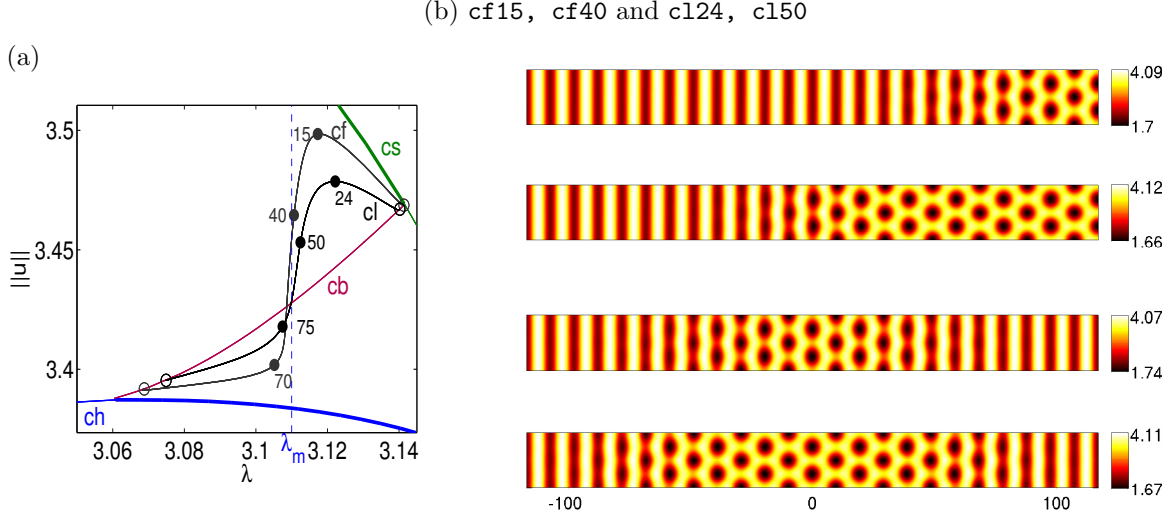 (b) cf15, cf40 and cl24, cl50
(a)
3.5
3.45
3.4
||u||
15
cf
cs
24
40
cl
50
cb
75
70
ch
3.06
3.08
3.1
λm
3.12
3.14
λ
4.09
1.7
4.12
1.66
4.07
1.74
4.11
1.67
-100
0
100